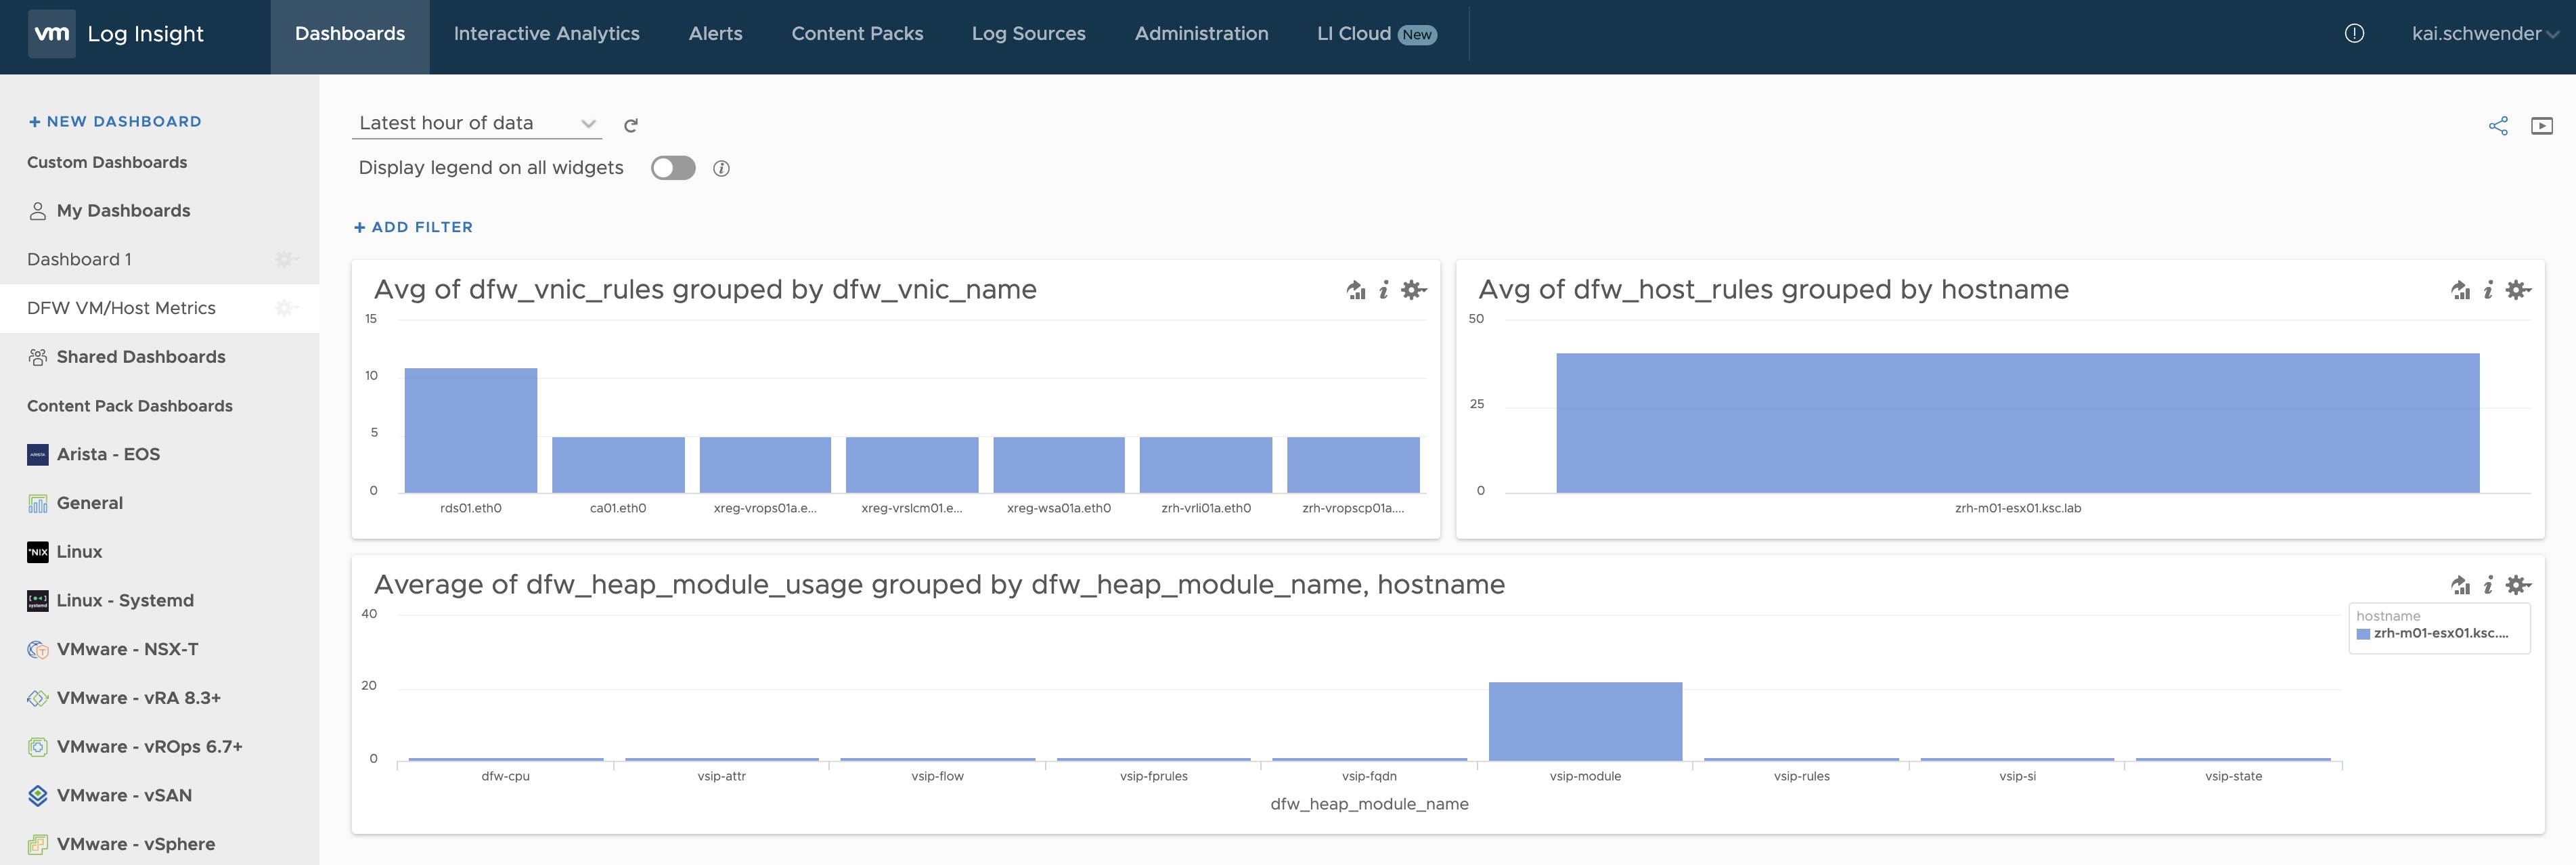 vm Log Insight Dashboards Interactive Analytics Alerts Content Packs Log Sources Administration LI Cloud New kai.schwender
+ NEW DASHBOARD
Custom Dashboards
My Dashboards
Dashboard 1
DFW VM/Host Metrics
Shared Dashboards
Content Pack Dashboards
ARISTA Arista - EOS
General
*NIX Linux
systemd Linux - Systemd
VMware - NSX-T
VMware - vRA 8.3+
VMware - vROps 6.7+
VMware - vSAN
VMware - vSphere
Latest hour of data
Display legend on all widgets
+ ADD FILTER
Avg of dfw_vnic_rules grouped by dfw_vnic_name
15
10
5
0
rds01.eth0 ca01.eth0 xreg-vrops01a.e... xreg-vrslcm01.e... xreg-wsa01a.eth0 zrh-vrli01a.eth0 zrh-vropscp01a....
Avg of dfw_host_rules grouped by hostname
50
25
0
zrh-m01-esx01.ksc.lab
Average of dfw_heap_module_usage grouped by dfw_heap_module_name, hostname
40
20
0
dfw-cpu vsip-attr vsip-flow vsip-fprules vsip-fqdn vsip-module vsip-rules vsip-si vsip-state
dfw_heap_module_name
hostname
zrh-m01-esx01.ksc....